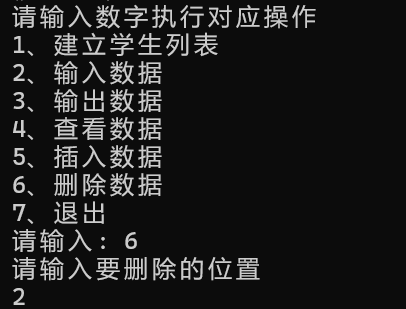 请输入数字执行对应操作
1、建立学生列表
2、输入数据
3、输出数据
4、查看数据
5、插入数据
6、删除数据
7、退出
请输入: 6
请输入要删除的位置
2